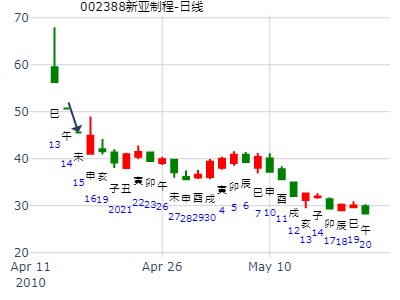 002388新亚制程-日线
70
60
50
40
30
20
巳 午 未 申 亥 子 丑 寅 卯 午 未 申 酉 戌 寅 卯 辰 巳 申 酉 戌 亥 子 卯 辰 巳 午
13 14 15 16 19 20 21 22 23 26 27 28 29 30 4 5 6 7 10 11 12 13 14 17 18 19 20
Apr 11 Apr 26 May 10
2010